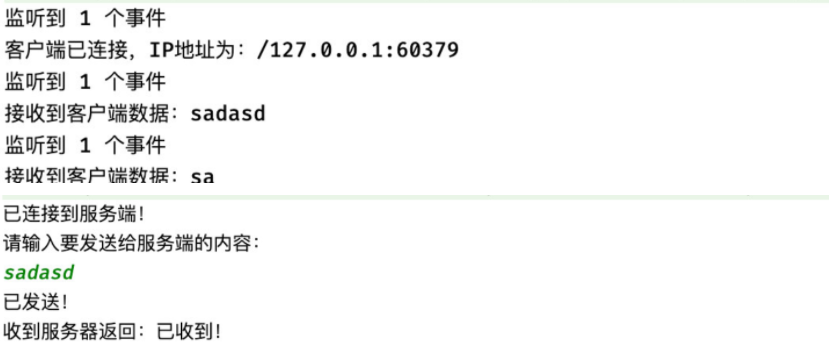 监听到 1 个事件
客户端已连接，IP地址为：/127.0.0.1:60379
监听到 1 个事件
接收到客户端数据：sadasd
监听到 1 个事件
接收到客户端数据：sa
已连接到服务端！
请输入要发送给服务端的内容：
sadasd
已发送！
收到服务器返回：已收到！